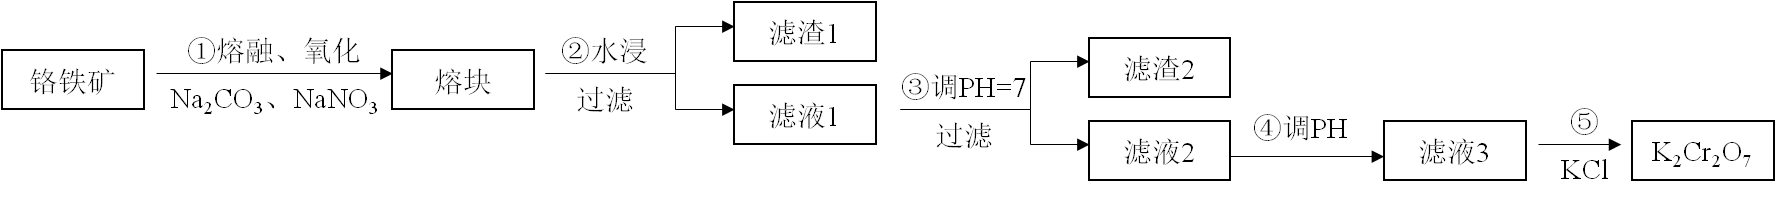 铬铁矿
①熔融、氧化
Na₂CO₃、NaNO₃
熔块
②水浸
过滤
滤渣1
滤液1
③调PH=7
过滤
滤渣2
滤液2
④调PH
滤液3
⑤
KCl
K₂Cr₂O₇